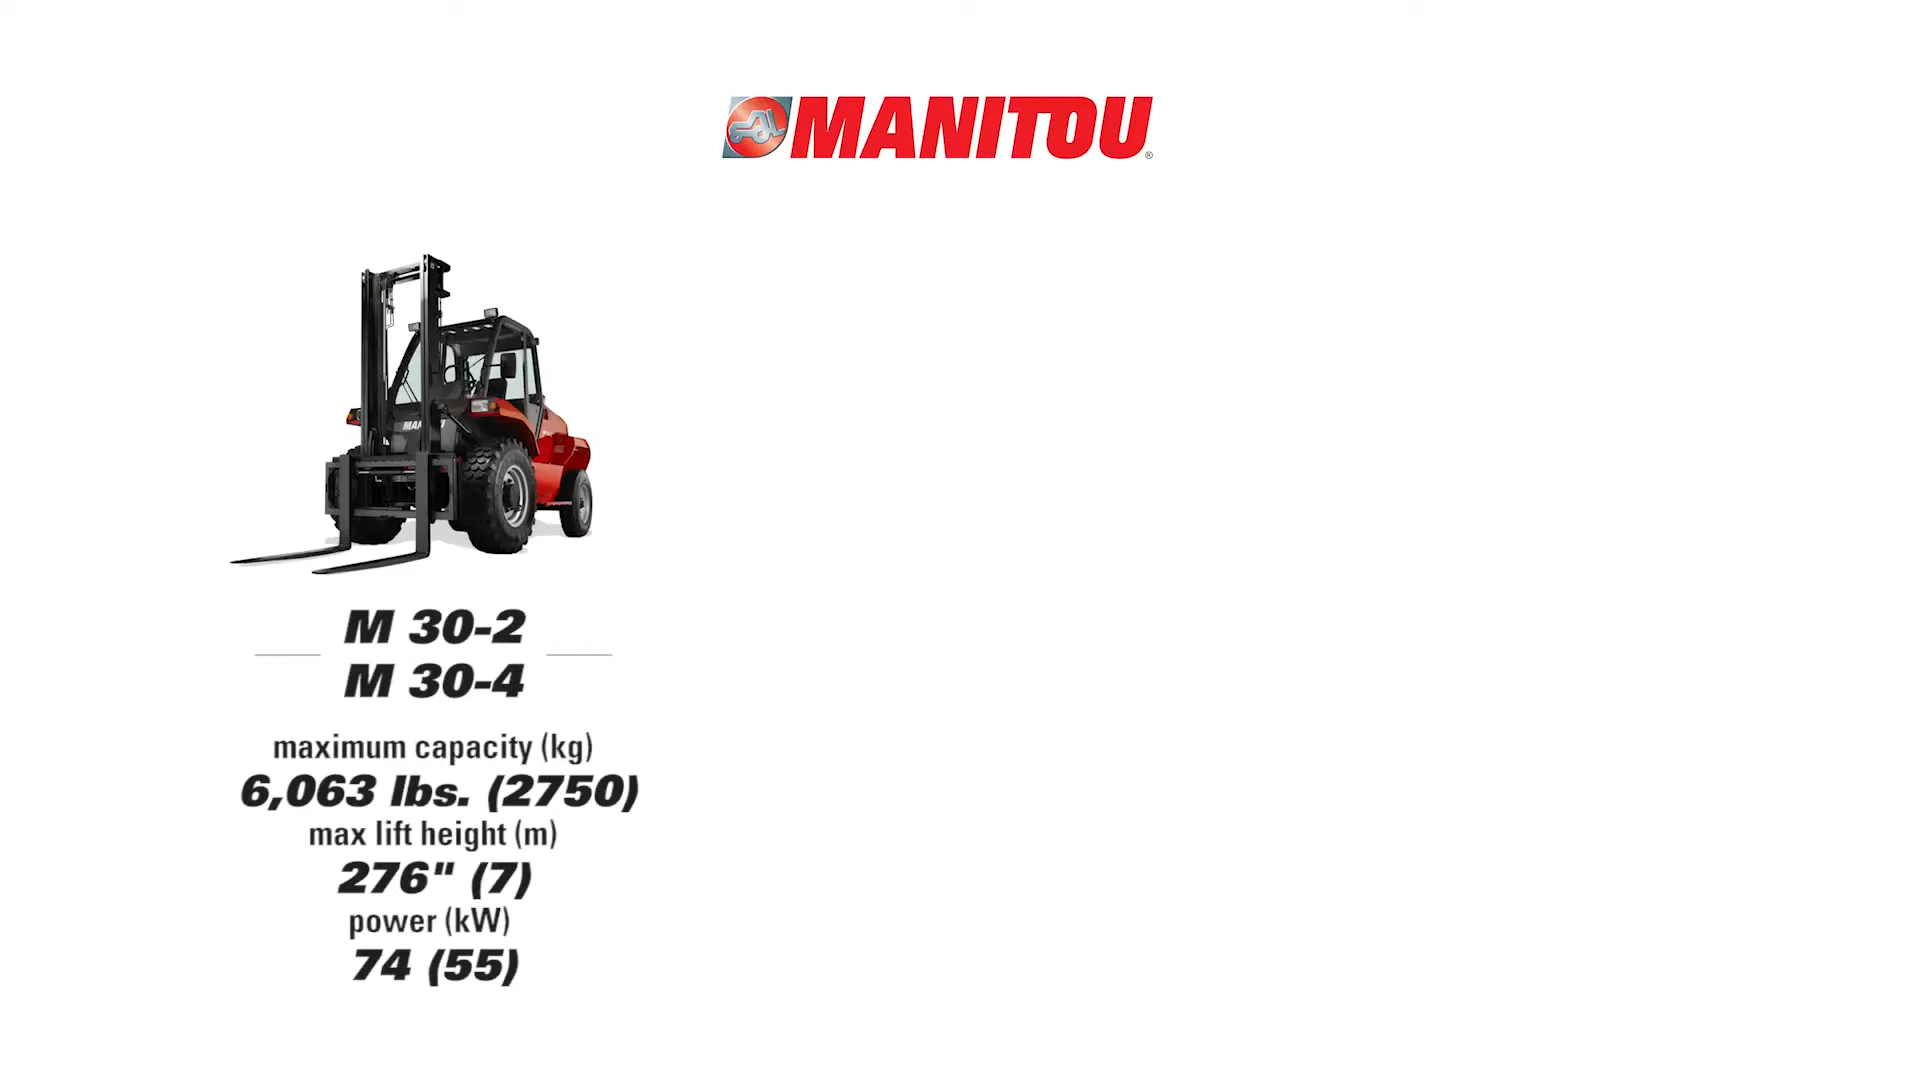 MANITOU®
M 30-2
M 30-4
maximum capacity (kg)
6,063 lbs. (2750)
max lift height (m)
276" (7)
power (kW)
74 (55)